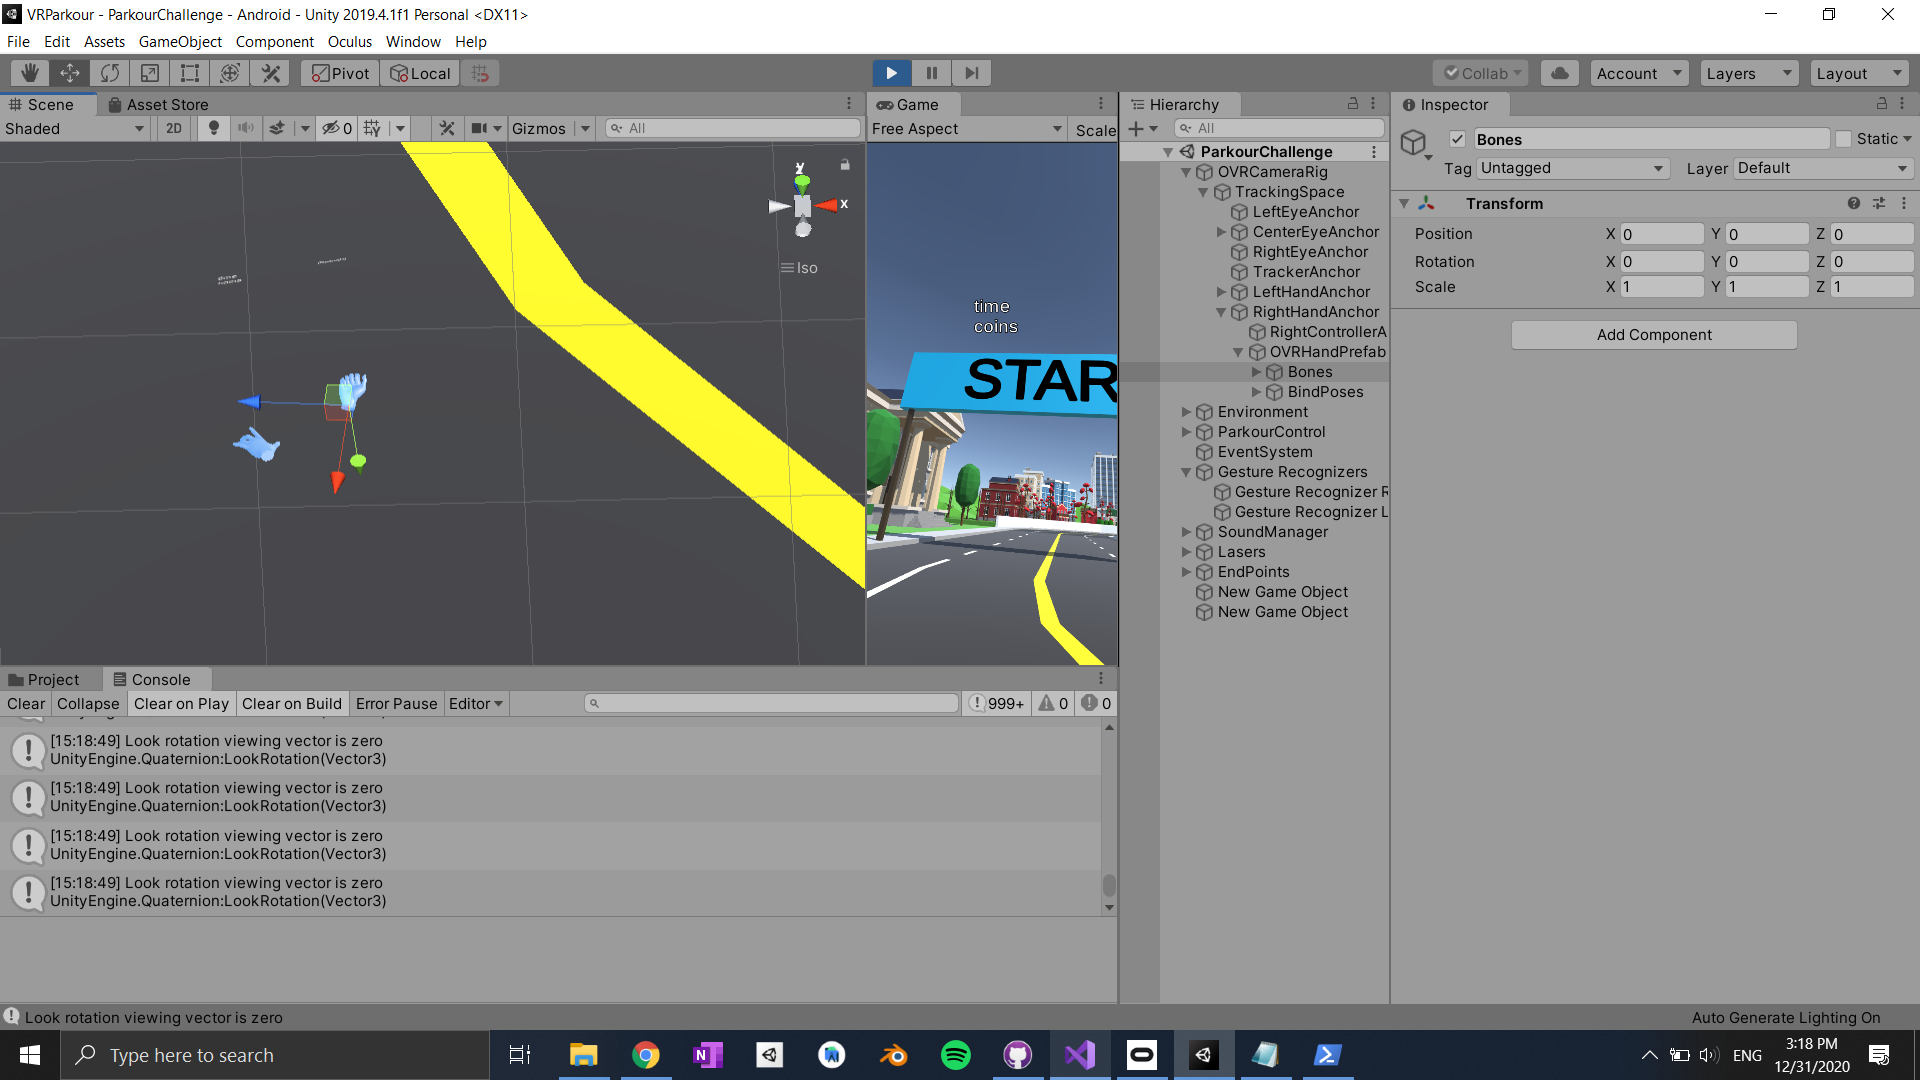 VRParkour - ParkourChallenge - Android - Unity 2019.4.1f1 Personal <DX11>
File Edit Assets GameObject Component Oculus Window Help
Pivot Local Collab Account Layers Layout
Scene Asset Store
Shaded 2D 0 Gizmos All
y
x
Iso
Game
Free Aspect Scale
time
coins
STAR
Hierarchy
All
ParkourChallenge
OVRCameraRig
TrackingSpace
LeftEyeAnchor
CenterEyeAnchor
RightEyeAnchor
TrackerAnchor
LeftHandAnchor
RightHandAnchor
RightControllerA
OVRHandPrefab
Bones
BindPoses
Environment
ParkourControl
EventSystem
Gesture Recognizers
Gesture Recognizer R
Gesture Recognizer L
SoundManager
Lasers
EndPoints
New Game Object
New Game Object
Inspector
Bones Static
Tag Untagged Layer Default
Transform
Position X 0 Y 0 Z 0
Rotation X 0 Y 0 Z 0
Scale X 1 Y 1 Z 1
Add Component
Project Console
Clear Collapse Clear on Play Clear on Build Error Pause Editor 999+ 0 0
[15:18:49] Look rotation viewing vector is zero
UnityEngine.Quaternion:LookRotation(Vector3)
[15:18:49] Look rotation viewing vector is zero
UnityEngine.Quaternion:LookRotation(Vector3)
[15:18:49] Look rotation viewing vector is zero
UnityEngine.Quaternion:LookRotation(Vector3)
[15:18:49] Look rotation viewing vector is zero
UnityEngine.Quaternion:LookRotation(Vector3)
Look rotation viewing vector is zero
Auto Generate Lighting On
Type here to search
ENG
3:18 PM
12/31/2020